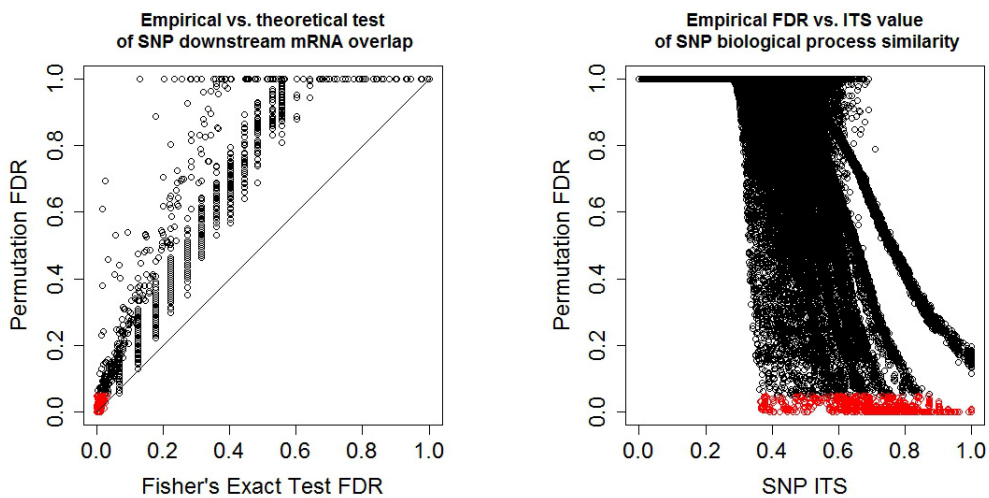 Empirical vs. theoretical test
of SNP downstream mRNA overlap
Permutation FDR
1.0
0.8
0.6
0.4
0.2
0.0
0.0 0.2 0.4 0.6 0.8 1.0
Fisher's Exact Test FDR
Empirical FDR vs. ITS value
of SNP biological process similarity
Permutation FDR
1.0
0.8
0.6
0.4
0.2
0.0
0.0 0.2 0.4 0.6 0.8 1.0
SNP ITS